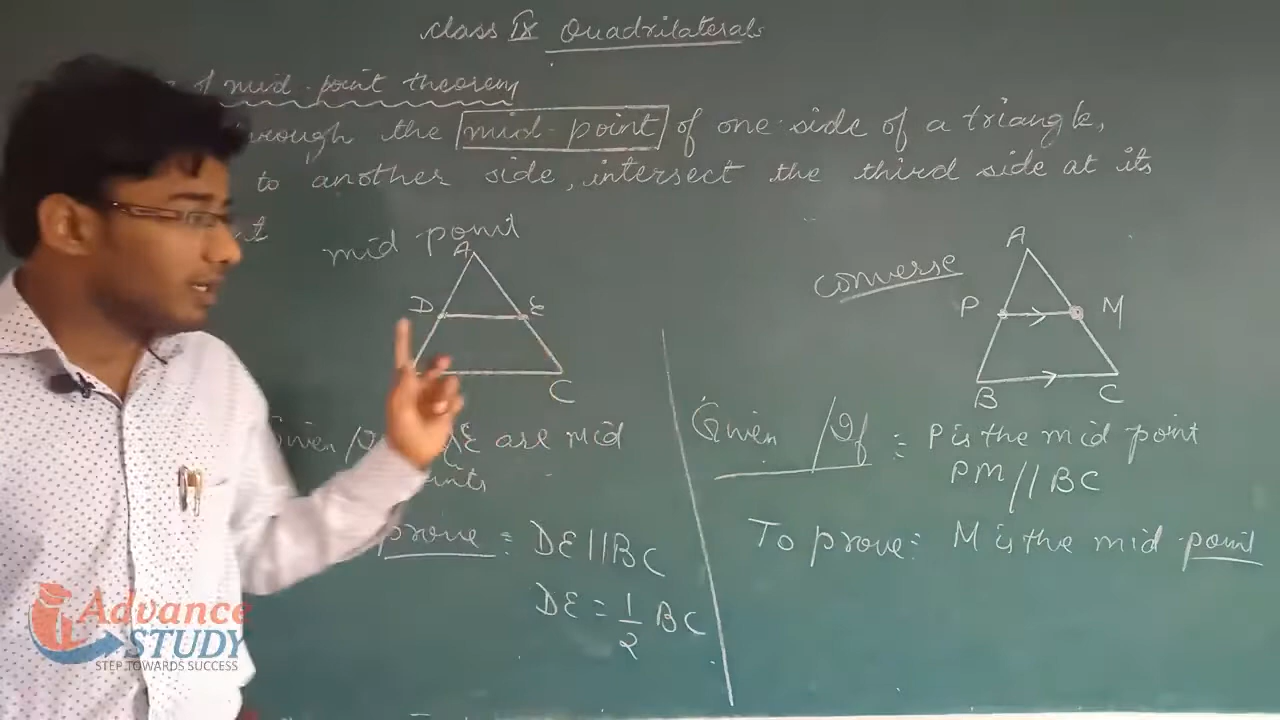 class IX Quadrilaterals
of mid-point theorem
through the mid-point of one side of a triangle,
to another side, intersect the third side at its
mid point
A
D
E
C
Given / E are mid
prove : DE || BC
DE = 1/2 BC
converse
A
P
M
B
C
Given / If : P is the mid point
PM // BC
To prove : M is the mid-point
Advance
STUDY
STEP TOWARDS SUCCESS